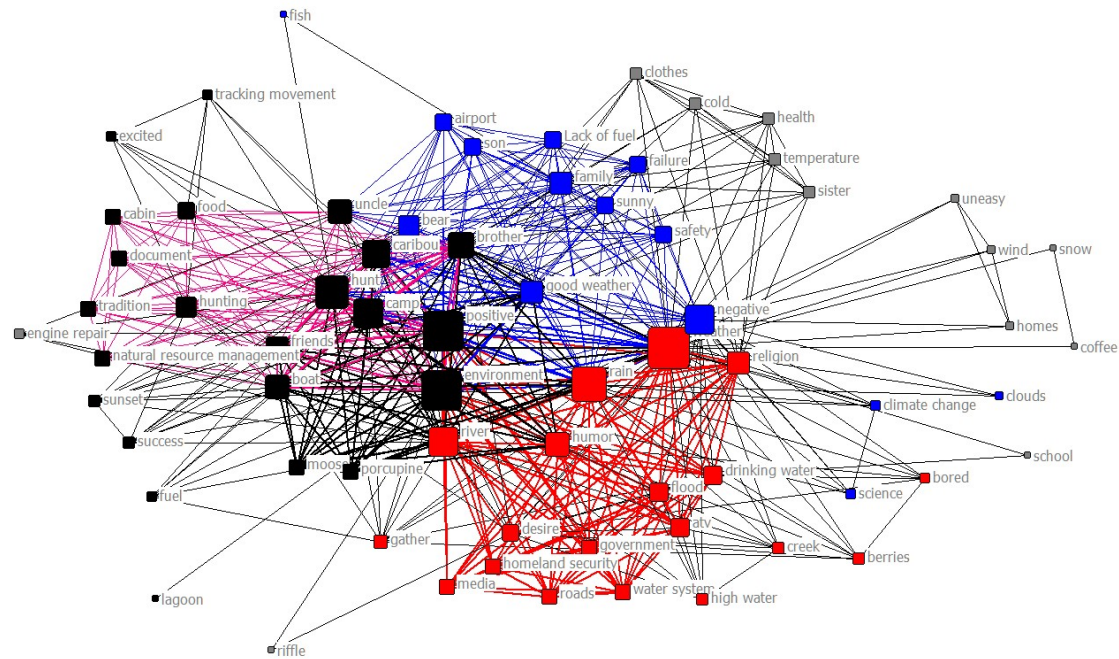 fish
clothes
tracking movement
cold
airport
health
excited
son
Lack of fuel
failure
temperature
family
sister
cabin
food
uncle
bear
sunny
uneasy
safety
document
caribou
brother
wind
snow
hunt
good weather
tradition
hunting
camp
positive
negative
homes
engine repair
friends
other
coffee
natural resource management
religion
boat
environment
rain
sunset
clouds
climate change
success
river
humor
school
moose
porcupine
drinking water
bored
fuel
flood
science
desire
atv
gather
government
creek
berries
homeland security
media
roads
water system
high water
lagoon
riffle